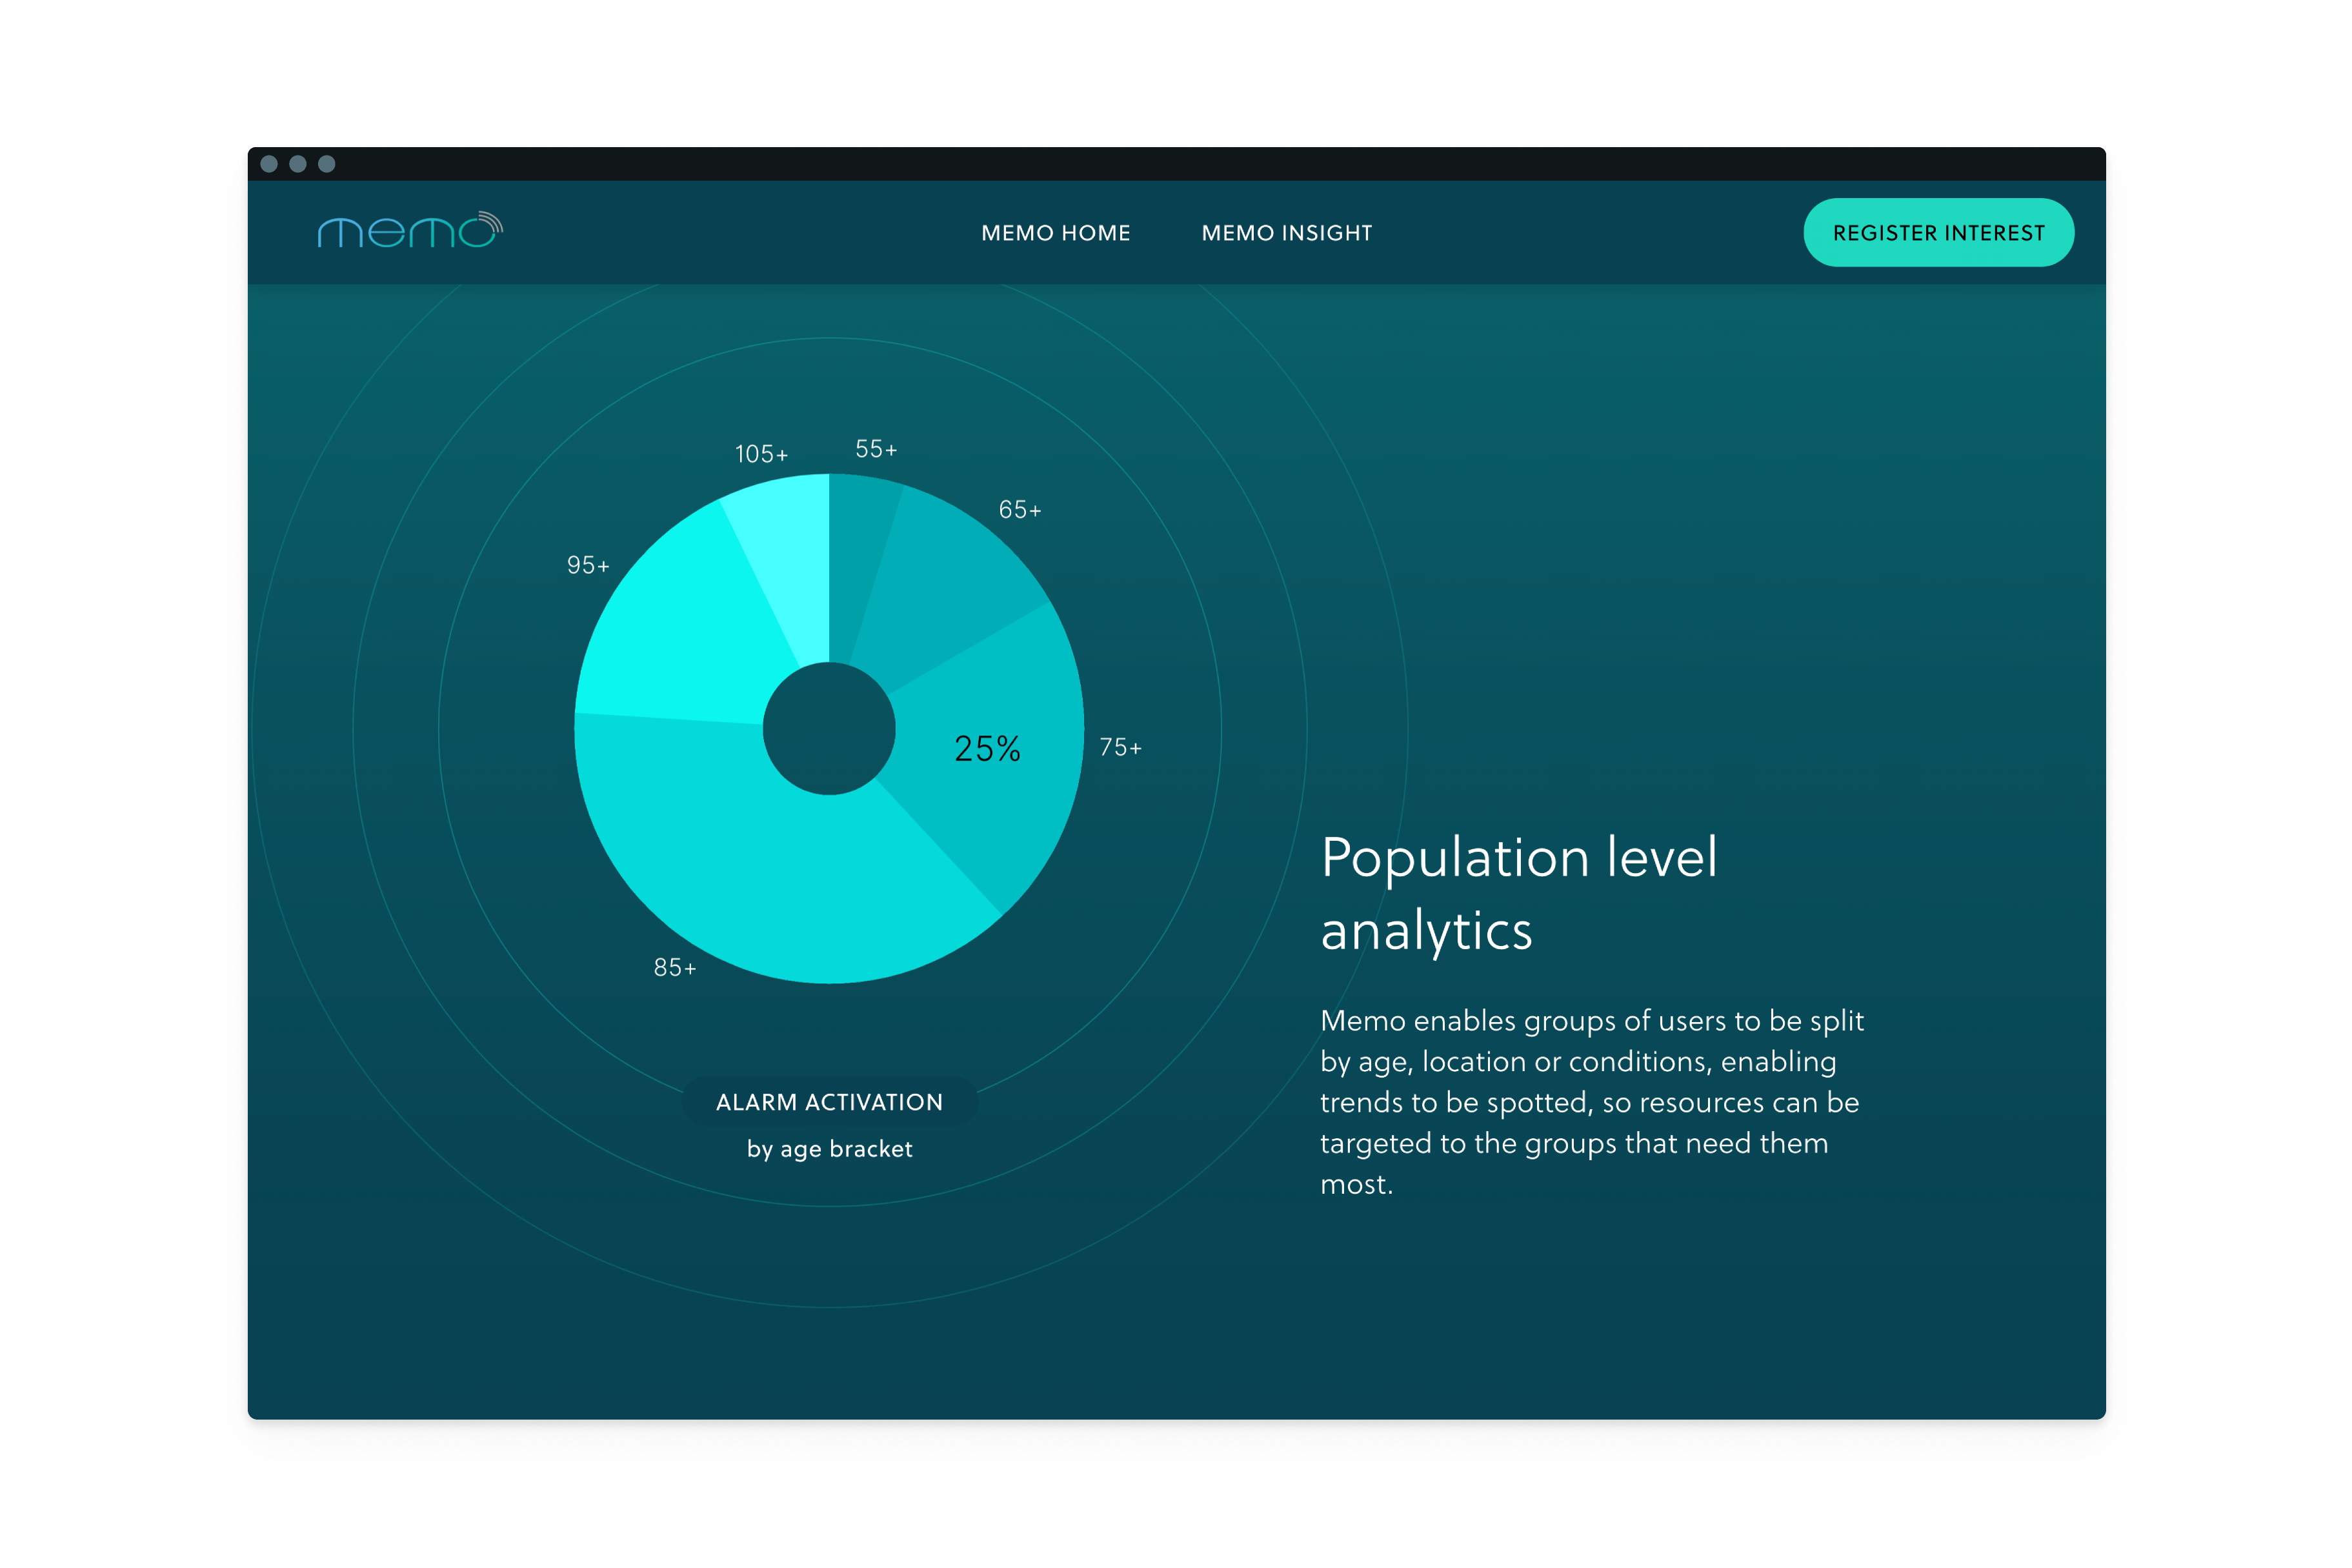 memo
MEMO HOME
MEMO INSIGHT
REGISTER INTEREST
105+
55+
65+
95+
25%
75+
85+
ALARM ACTIVATION
by age bracket
Population level
analytics
Memo enables groups of users to be split
by age, location or conditions, enabling
trends to be spotted, so resources can be
targeted to the groups that need them
most.